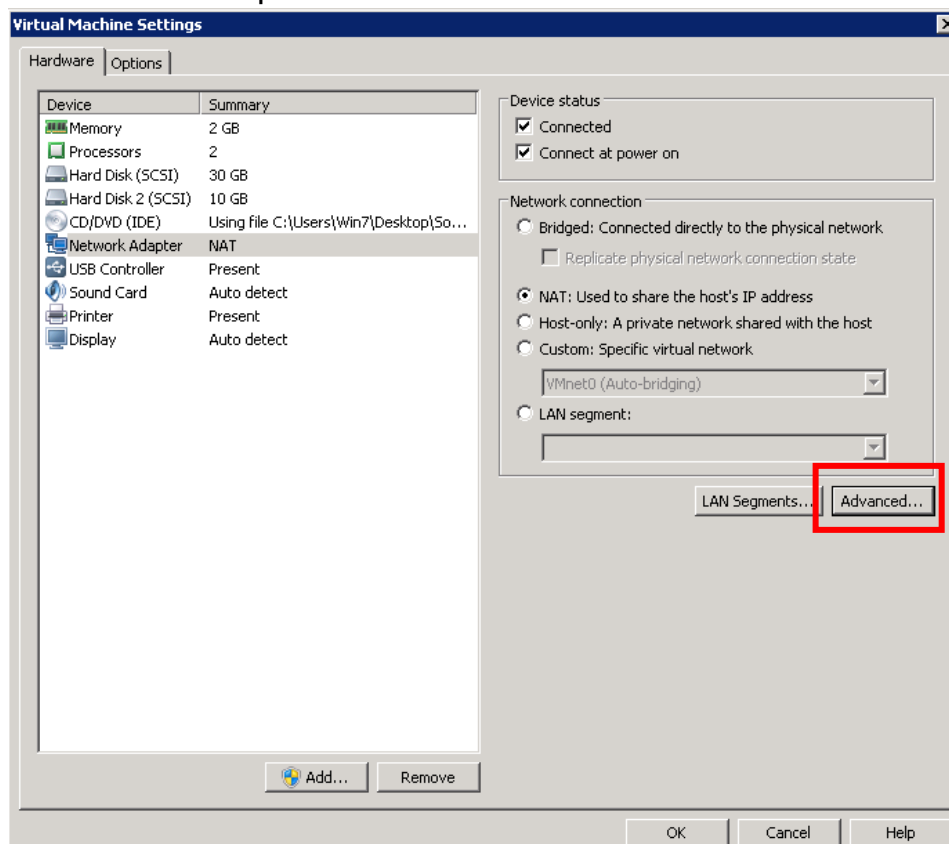 Virtual Machine Settings
Hardware Options
Device Summary
Memory 2 GB
Processors 2
Hard Disk (SCSI) 30 GB
Hard Disk 2 (SCSI) 10 GB
CD/DVD (IDE) Using file C:\Users\Win7\Desktop\So...
Network Adapter NAT
USB Controller Present
Sound Card Auto detect
Printer Present
Display Auto detect
Add... Remove
Device status
Connected
Connect at power on
Network connection
Bridged: Connected directly to the physical network
Replicate physical network connection state
NAT: Used to share the host's IP address
Host-only: A private network shared with the host
Custom: Specific virtual network
VMnet0 (Auto-bridging)
LAN segment:
LAN Segments... Advanced...
OK Cancel Help